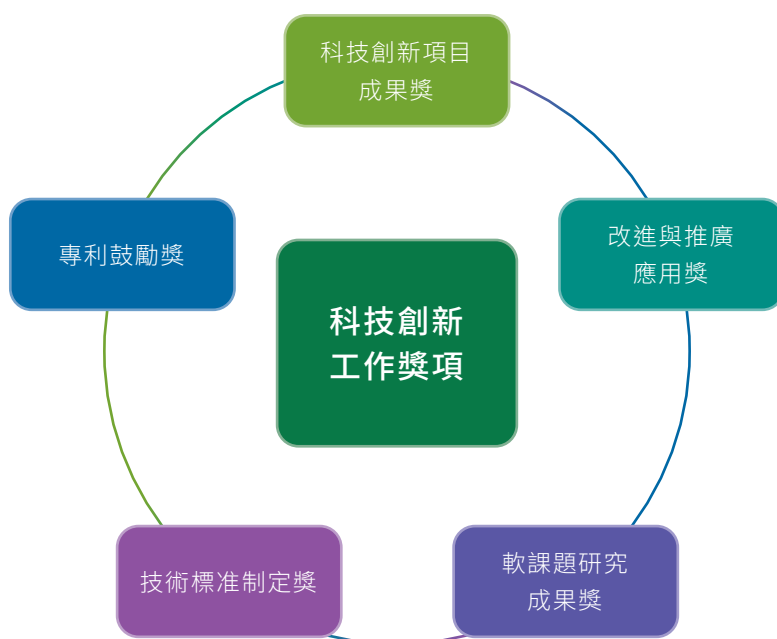 科技創新項目
成果獎
專利鼓勵獎
改進與推廣
應用獎
科技創新
工作獎項
技術標准制定獎
軟課題研究
成果獎